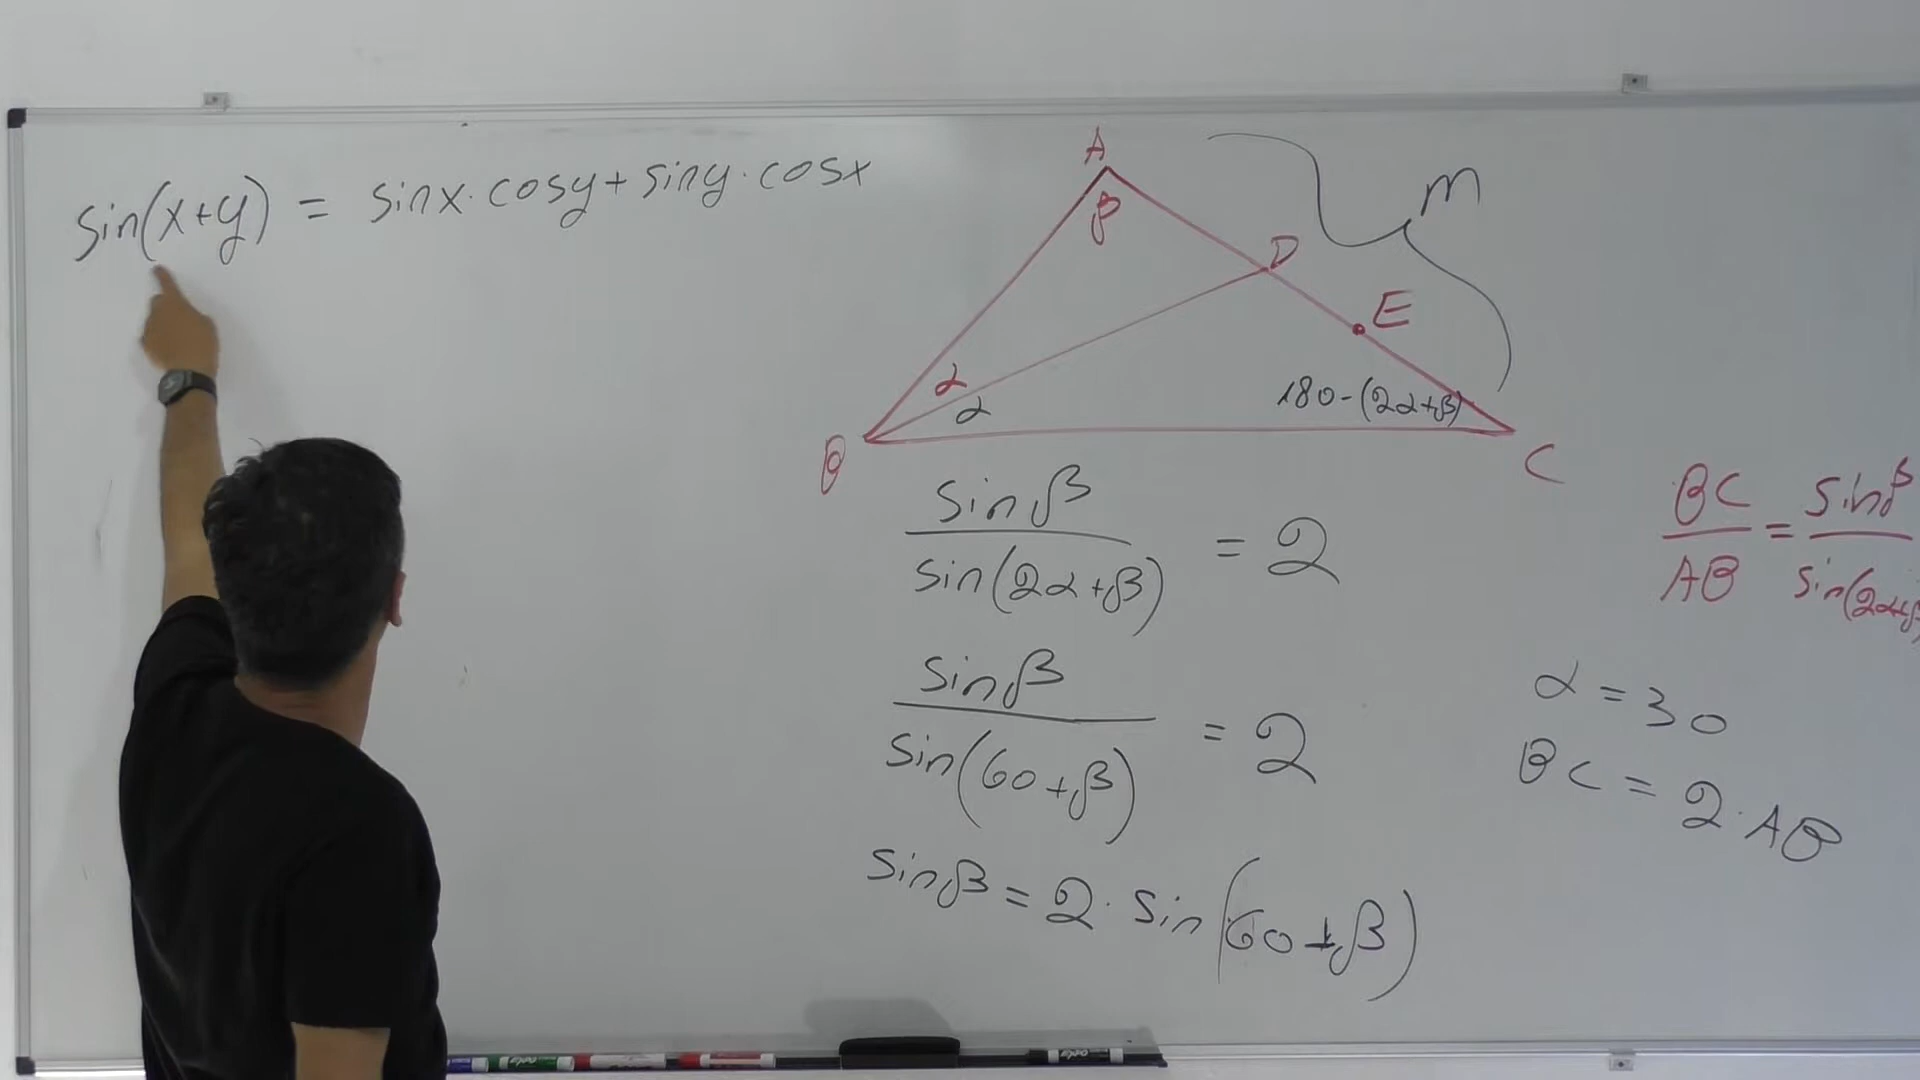 sin(x+y) = sinx·cosy+siny·cosx
A
β
m
D
E
α
α
180-(2α+β)
B
C
sinβ
sin(2α+β)
= 2
BC
AB
=
sinβ
sin(2α+β
sinβ
sin(60+β)
= 2
α = 30
BC = 2·AB
sinβ = 2·sin(60+β)